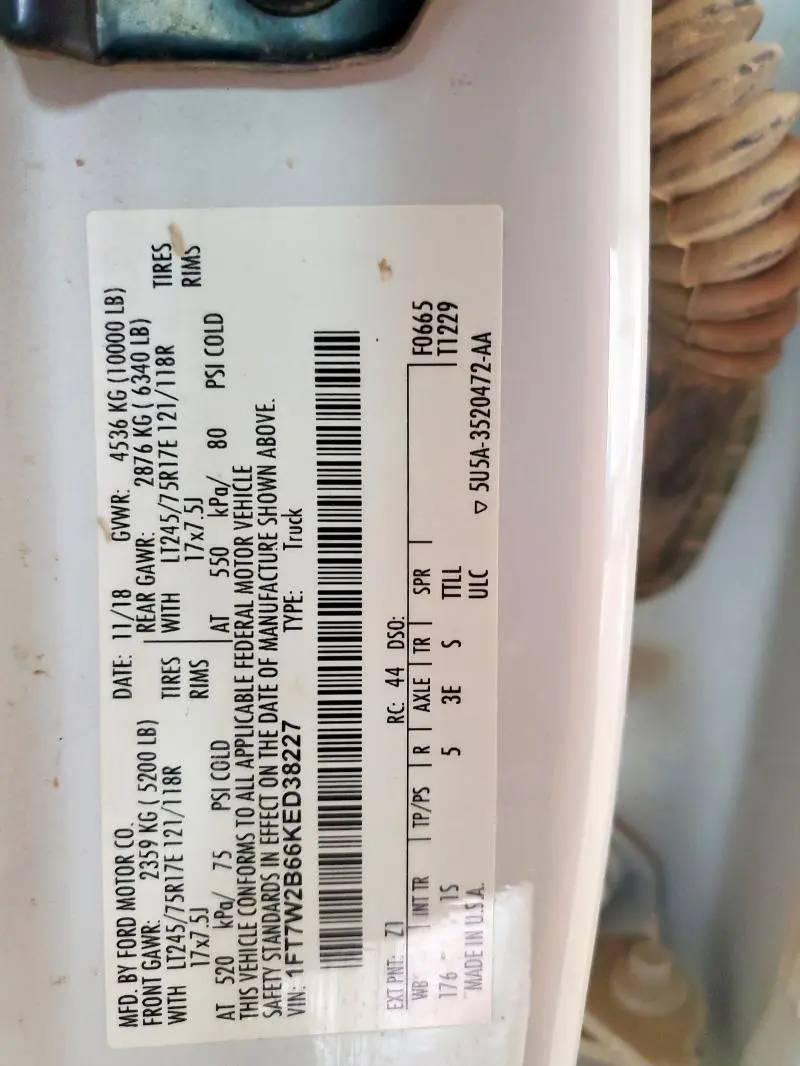 MFD. BY FORD MOTOR CO.
DATE: 11/18 GVWR: 4536 KG (10000 LB)
FRONT GAWR: 2359 KG ( 5200 LB) REAR GAWR: 2876 KG ( 6340 LB)
WITH LT245/75R17E 121/118R TIRES WITH LT245/75R17E 121/118R TIRES
17x7.5J RIMS 17x7.5J RIMS
AT 520 kPa/ 75 PSI COLD AT 550 kPa/ 80 PSI COLD
THIS VEHICLE CONFORMS TO ALL APPLICABLE FEDERAL MOTOR VEHICLE
SAFETY STANDARDS IN EFFECT ON THE DATE OF MANUFACTURE SHOWN ABOVE.
VIN: 1FT7W2B66KED38227 TYPE: Truck
EXT PNT: Z1 RC: 44 DSO:
WB INT TR TP/PS R AXLE TR SPR F0665
176 1S 5 3E S TTLL T1229
MADE IN U.S.A. ULC ▽ 5U5A-3520472-AA